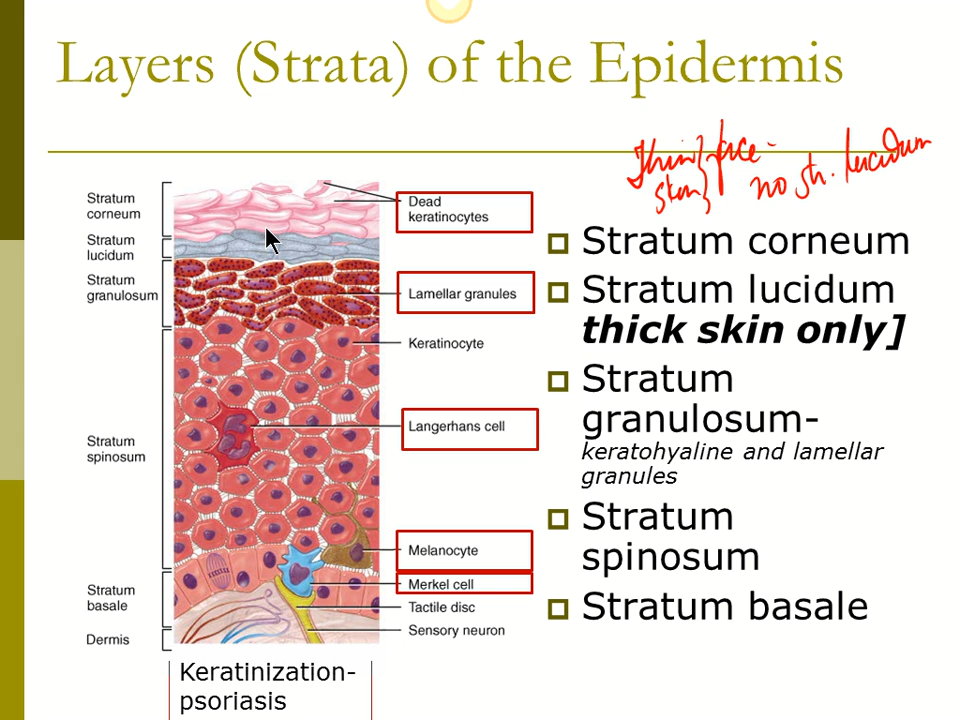 Layers (Strata) of the Epidermis
Thin} face -
skin} no str. lucidum
Stratum
corneum
Stratum
lucidum
Stratum
granulosum
Stratum
spinosum
Stratum
basale
Dermis
Dead
keratinocytes
Lamellar granules
Keratinocyte
Langerhans cell
Melanocyte
Merkel cell
Tactile disc
Sensory neuron
Keratinization-
psoriasis
Stratum corneum
Stratum lucidum
thick skin only]
Stratum
granulosum-
keratohyaline and lamellar
granules
Stratum
spinosum
Stratum basale